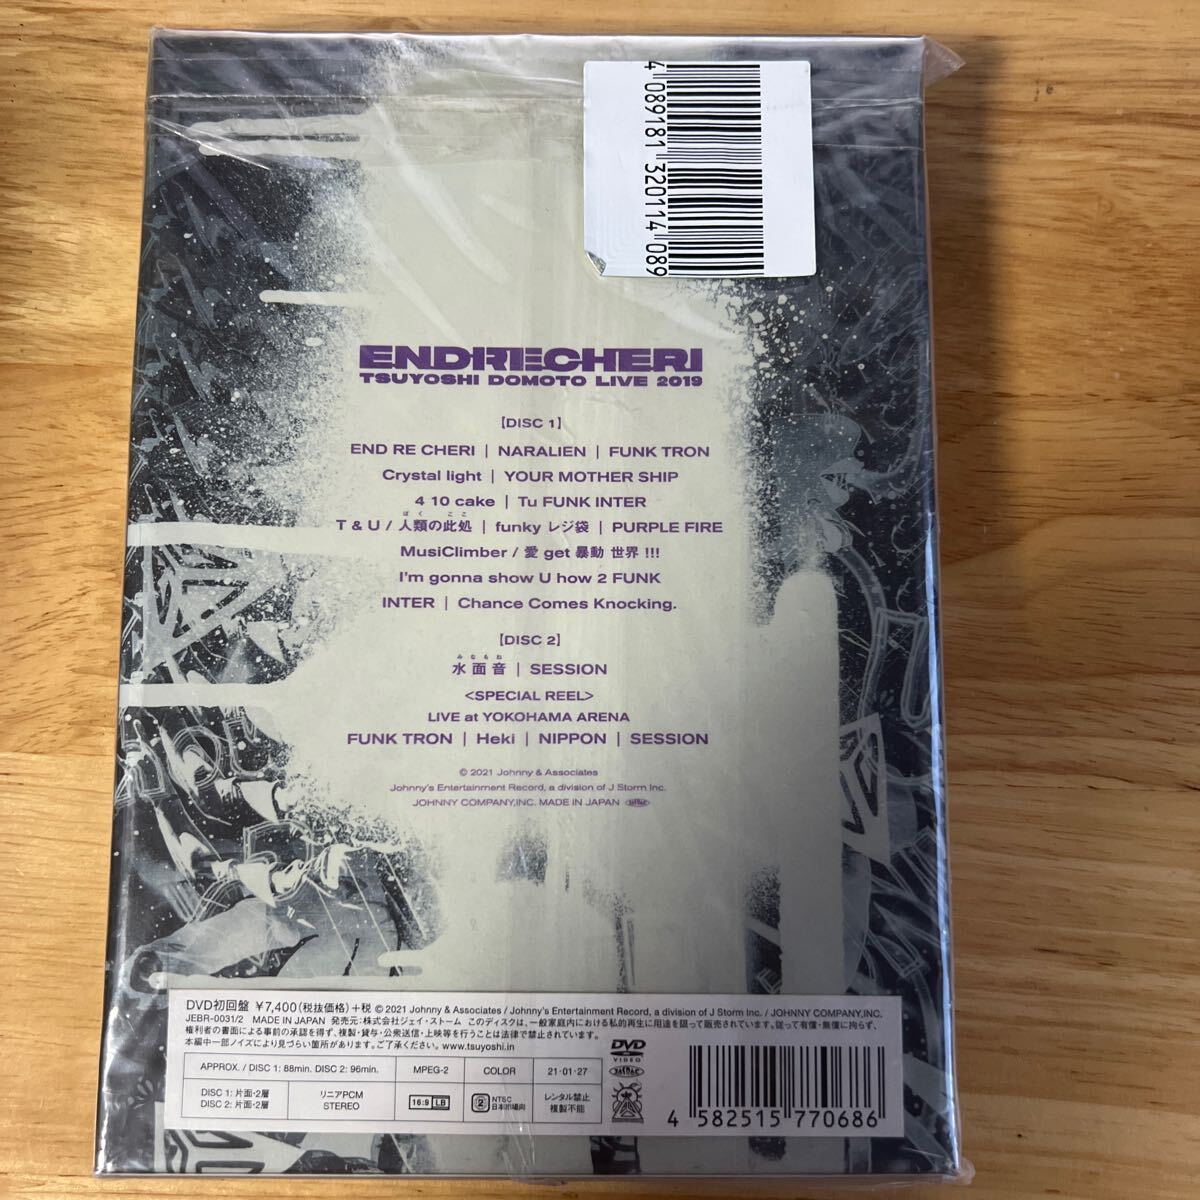 4 089181 320114 089
ENDRECHERI
TSUYOSHI DOMOTO LIVE 2019
【DISC 1】
END RE CHERI | NARALIEN | FUNK TRON
Crystal light | YOUR MOTHER SHIP
4 10 cake | Tu FUNK INTER
ぼく ここ
T & U / 人類の此処 | funky レジ袋 | PURPLE FIRE
MusiClimber / 愛 get 暴動 世界 !!!
I'm gonna show U how 2 FUNK
INTER | Chance Comes Knocking.
【DISC 2】
みなもね
水面音 | SESSION
<SPECIAL REEL>
LIVE at YOKOHAMA ARENA
FUNK TRON | Heki | NIPPON | SESSION
© 2021 Johnny & Associates
Johnny's Entertainment Record, a division of J Storm Inc.
JOHNNY COMPANY,INC. MADE IN JAPAN
DVD初回盤 ¥7,400(税抜価格)+税 © 2021 Johnny & Associates / Johnny's Entertainment Record, a division of J Storm Inc. / JOHNNY COMPANY,INC.
JEBR-0031/2 MADE IN JAPAN 発売元:株式会社ジェイ・ストーム このディスクは、一般家庭内における私的再生に用途を限って販売されています。従って有償・無償に拘らず、
権利者の書面による事前の承認を得ず、複製・貸与・公衆送信・上映等を行うことは法律で禁止されています。
本編中一部ノイズにより見づらい箇所があります。ご了承ください。www.tsuyoshi.in
APPROX. / DISC 1: 88min. DISC 2: 96min. MPEG-2 COLOR 21・01・27
DISC 1: 片面・2層
DISC 2: 片面・2層
リニアPCM
STEREO
16:9 LB
2 NTSC
日本市場向
レンタル禁止
複製不能
DVD
VIDEO
4 582515 770686